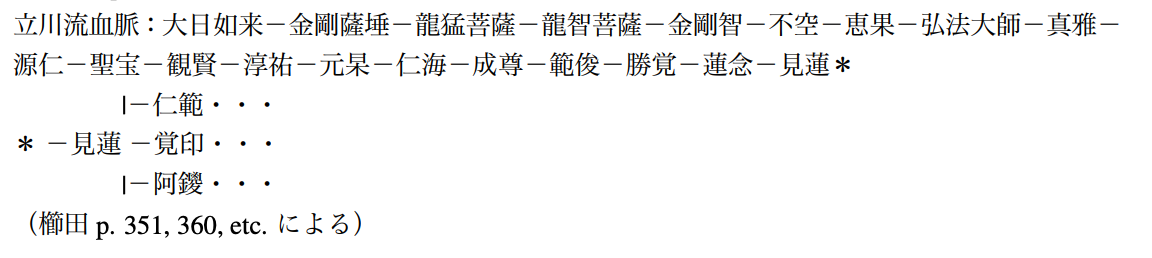 立川流血脈：大日如来－金剛薩埵－龍猛菩薩－龍智菩薩－金剛智－不空－恵果－弘法大師－真雅－
源仁－聖宝－観賢－淳祐－元杲－仁海－成尊－範俊－勝覚－蓮念－見蓮＊
|－仁範・・・
＊ －見蓮 －覚印・・・
|－阿鑁・・・
（櫛田 p. 351, 360, etc. による）